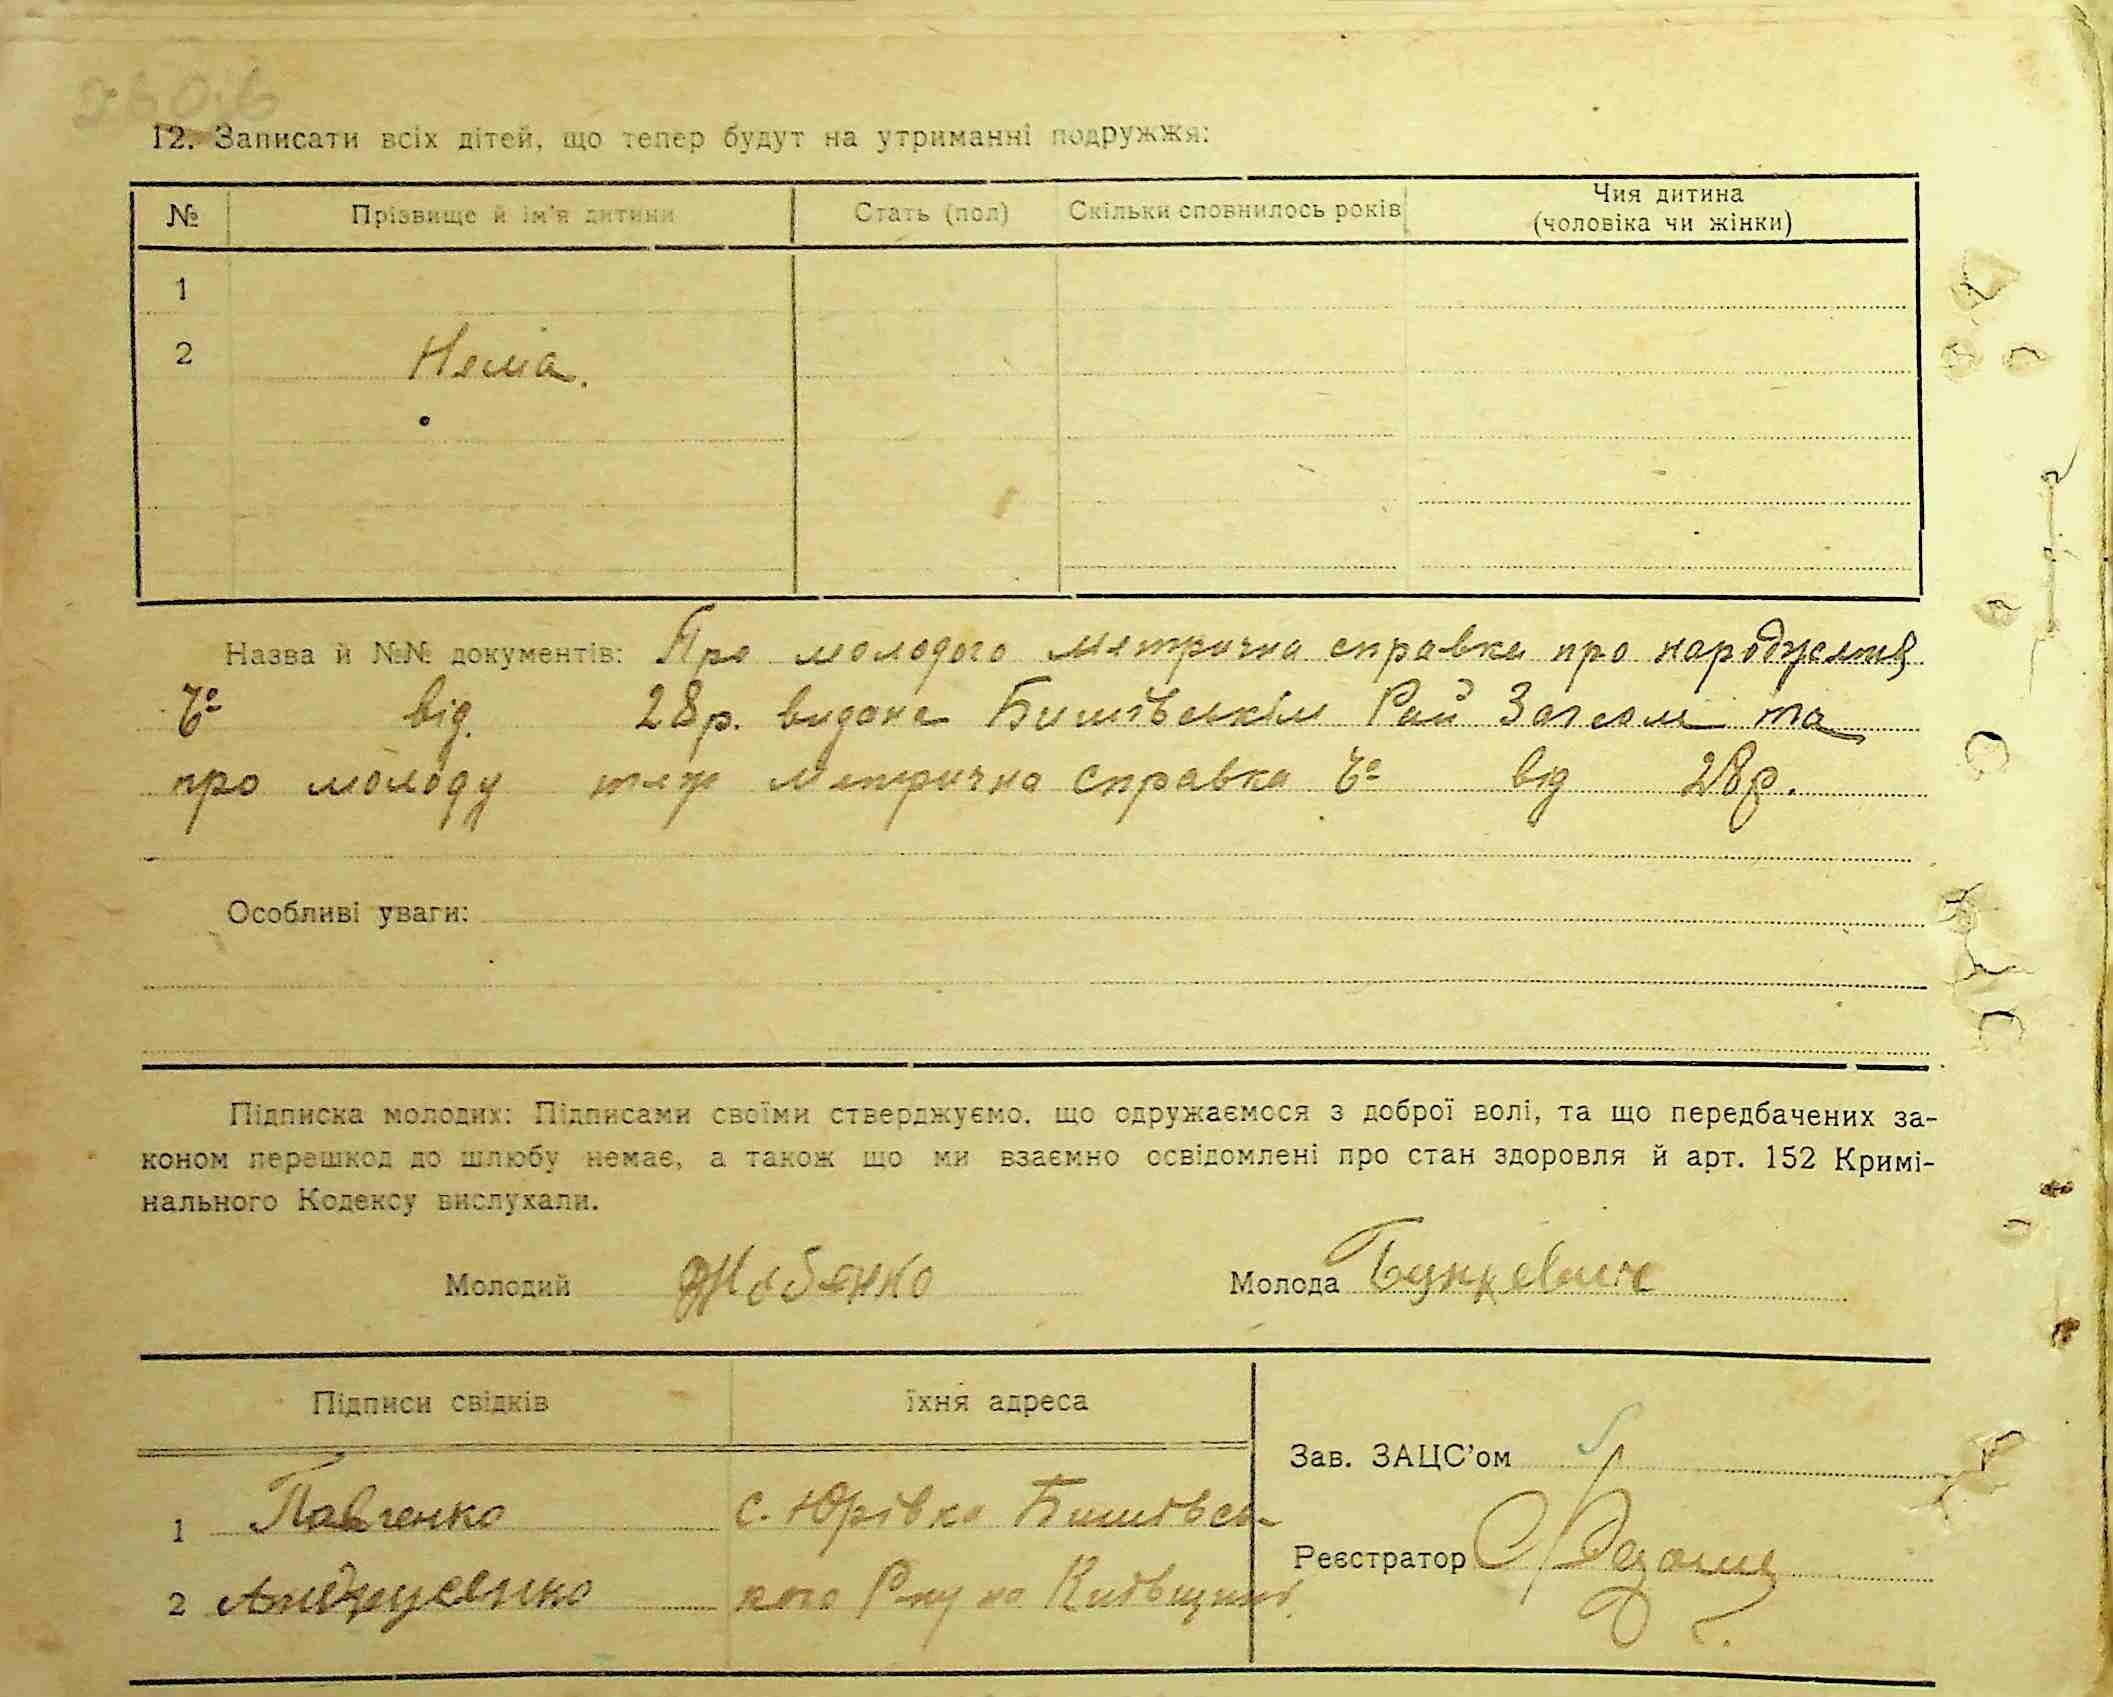 12. Записати всіх дітей, що тепер будут на утриманні подружжя:
№ Прізвище й ім'я дитини Стать (пол) Скільки сповнилось років Чия дитина
(чоловіка чи жінки)
1
2 Нема.
Назва й №№ документів: Про молодого метрична справка про народження
Ч° від 28р. видана Бишівським Рай Загсом та
про молоду теж метрична справка Ч° від 28р.
Особливі уваги:
Підписка молодих: Підписами своїми стверджуємо, що одружаємося з доброї волі, та що передбачених за-
коном перешкод до шлюбу немає, а також що ми взаємно освідомлені про стан здоровля й арт. 152 Кримі-
нального Кодексу вислухали.
Молодий Жабенко Молода
Підписи свідків їхня адреса
Зав. ЗАЦС'ом
1 Павленко с. Юрівка Бишівсь-
Реєстратор
2 Андрусенко кого Р-ну на Київщині.